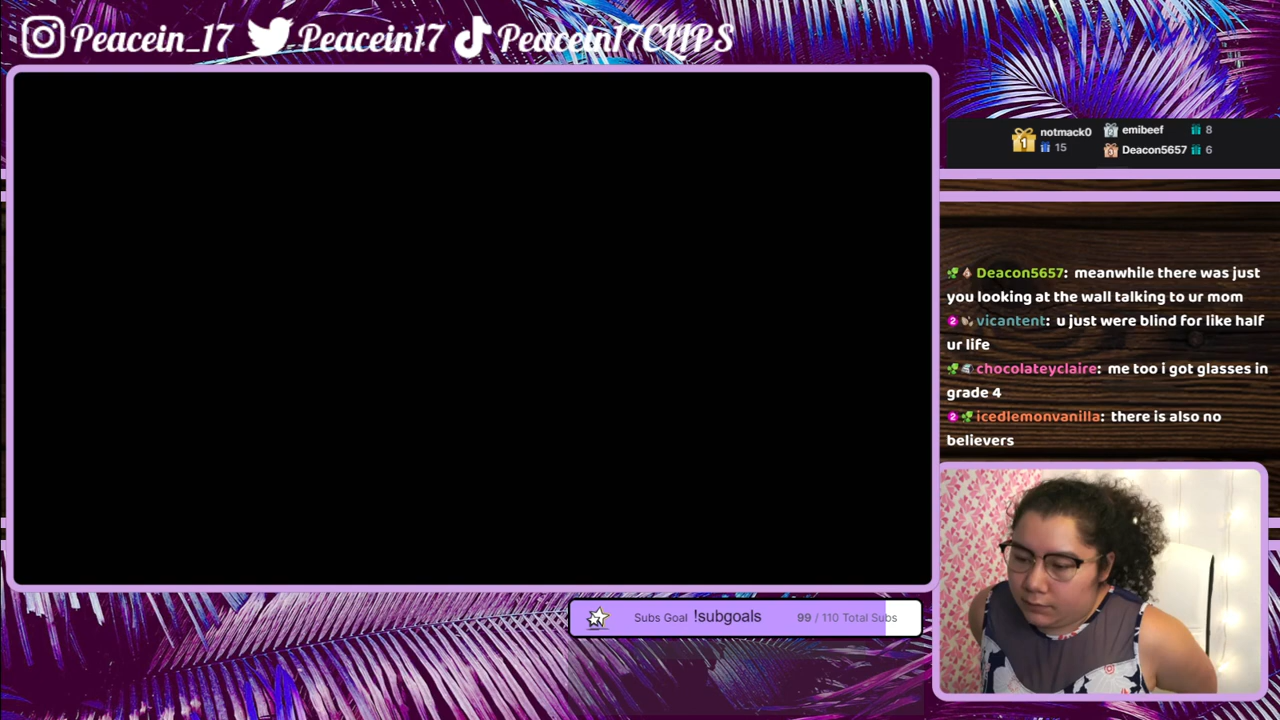 Peacein_17 Peacein17 Peacein17ClIPS
notmack0
15
emibeef 8
Deacon5657 6
Deacon5657: meanwhile there was just
you looking at the wall talking to ur mom
vicantent: u just were blind for like half
ur life
chocolateyclaire: me too i got glasses in
grade 4
icedlemonvanilla: there is also no
believers
Subs Goal !subgoals 99 / 110 Total Subs